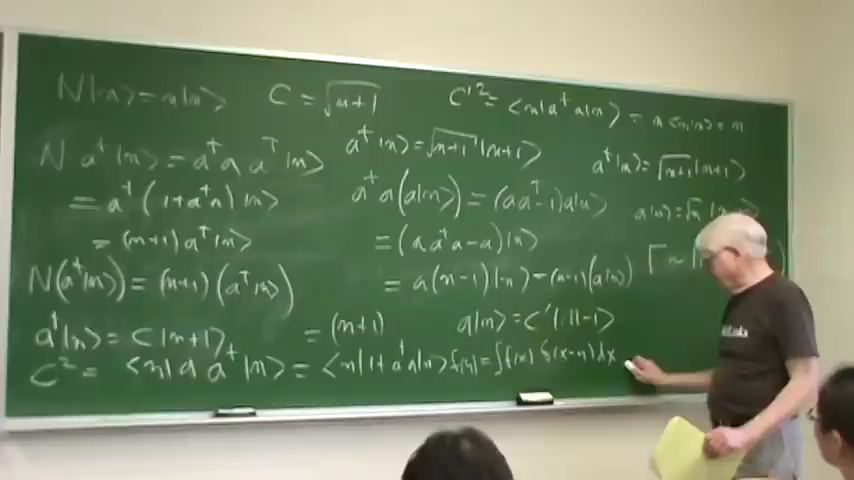 N|n⟩ = n|n⟩
N a†|n⟩ = a†a a†|n⟩
= a†(1+a†a)|n⟩
= (n+1) a†|n⟩
N(a†|n⟩) = (n+1)(a†|n⟩)
a†|n⟩ = C|n+1⟩
C² = ⟨n|a a†|n⟩ = ⟨n|1+a†a|n⟩
= (n+1)
C = √(n+1)
a†|n⟩ = √(n+1) |n+1⟩
a†a(a|n⟩) = (aa†-1)a|n⟩
= (aa†a-a)|n⟩
= a(n-1)|n⟩ = (n-1)(a|n⟩)
a|n⟩ = C'|n-1⟩
f(y) = ∫f(x) δ(x-y) dx
C'² = ⟨n|a†a|n⟩ = n⟨n|n⟩ = n
a†|n⟩ = √(n+1) |n+1⟩
a|n⟩ = √n